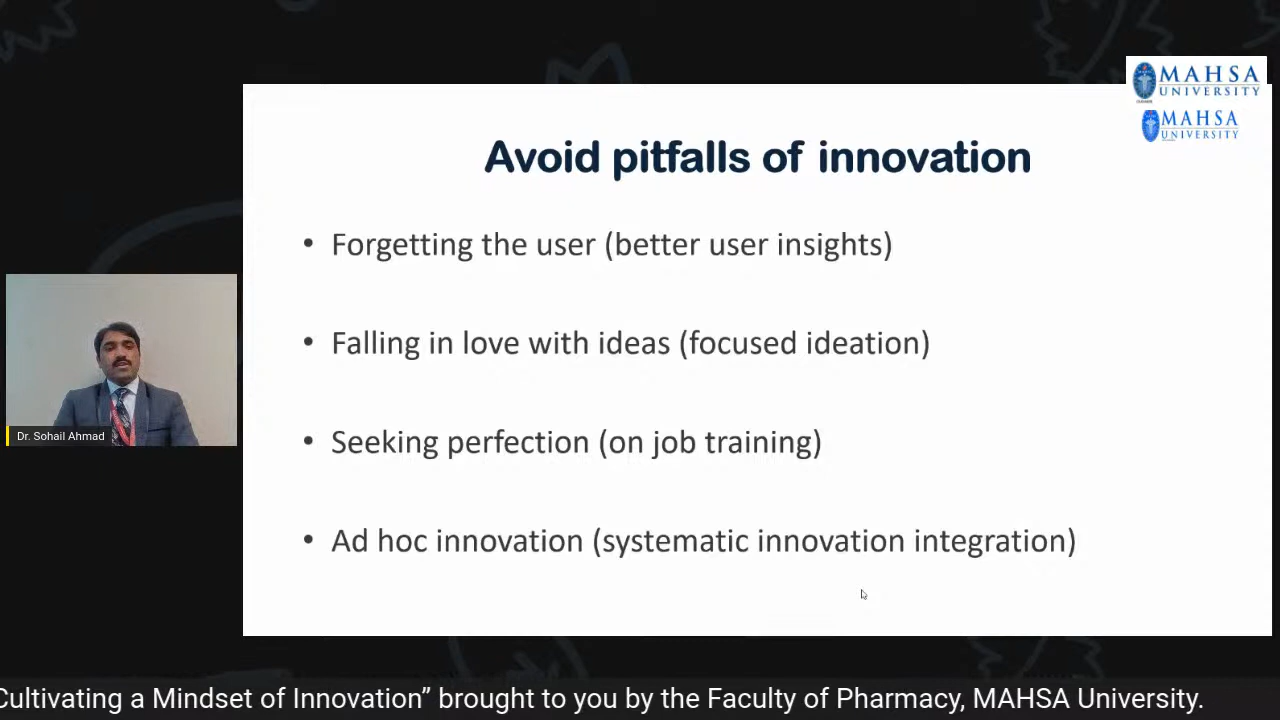 MAHSA
UNIVERSITY
MAHSA
UNIVERSITY
Avoid pitfalls of innovation
• Forgetting the user (better user insights)
• Falling in love with ideas (focused ideation)
• Seeking perfection (on job training)
• Ad hoc innovation (systematic innovation integration)
Dr. Sohail Ahmad
Cultivating a Mindset of Innovation” brought to you by the Faculty of Pharmacy, MAHSA University.